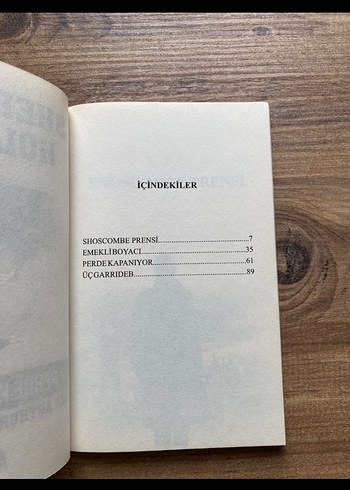 İÇİNDEKİLER
SHOSCOMBE PRENSİ.....................................7
EMEKLİ BOYACI..........................................35
PERDE KAPANIYOR.......................................61
ÜÇ GARRIDEB.............................................89